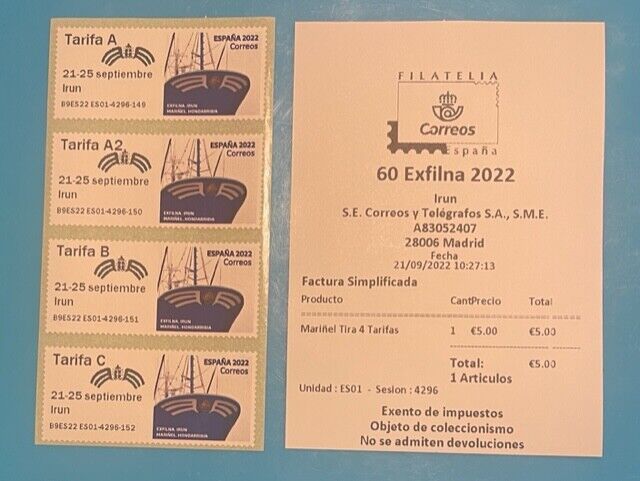 Tarifa A
21-25 septiembre
Irun
B9ES22 ES01-4296-149
ESPAÑA 2022
Correos
EXFILNA. IRUN
MARIÑEL. HONDARRIBIA
Tarifa A2
21-25 septiembre
Irun
B9ES22 ES01-4296-150
ESPAÑA 2022
Correos
EXFILNA. IRUN
MARIÑEL. HONDARRIBIA
Tarifa B
21-25 septiembre
Irun
B9ES22 ES01-4296-151
ESPAÑA 2022
Correos
EXFILNA. IRUN
MARIÑEL. HONDARRIBIA
Tarifa C
21-25 septiembre
Irun
B9ES22 ES01-4296-152
ESPAÑA 2022
Correos
EXFILNA. IRUN
MARIÑEL. HONDARRIBIA
FILATELIA
Correos
España
60 Exfilna 2022
Irun
S.E. Correos y Telégrafos S.A., S.M.E.
A83052407
28006 Madrid
Fecha
21/09/2022 10:27:13
Factura Simplificada
Producto CantPrecio Total
Mariñel Tira 4 Tarifas 1 €5.00 €5.00
Total: €5.00
1 Articulos
Unidad : ES01 - Sesion : 4296
Exento de impuestos
Objeto de coleccionismo
No se admiten devoluciones